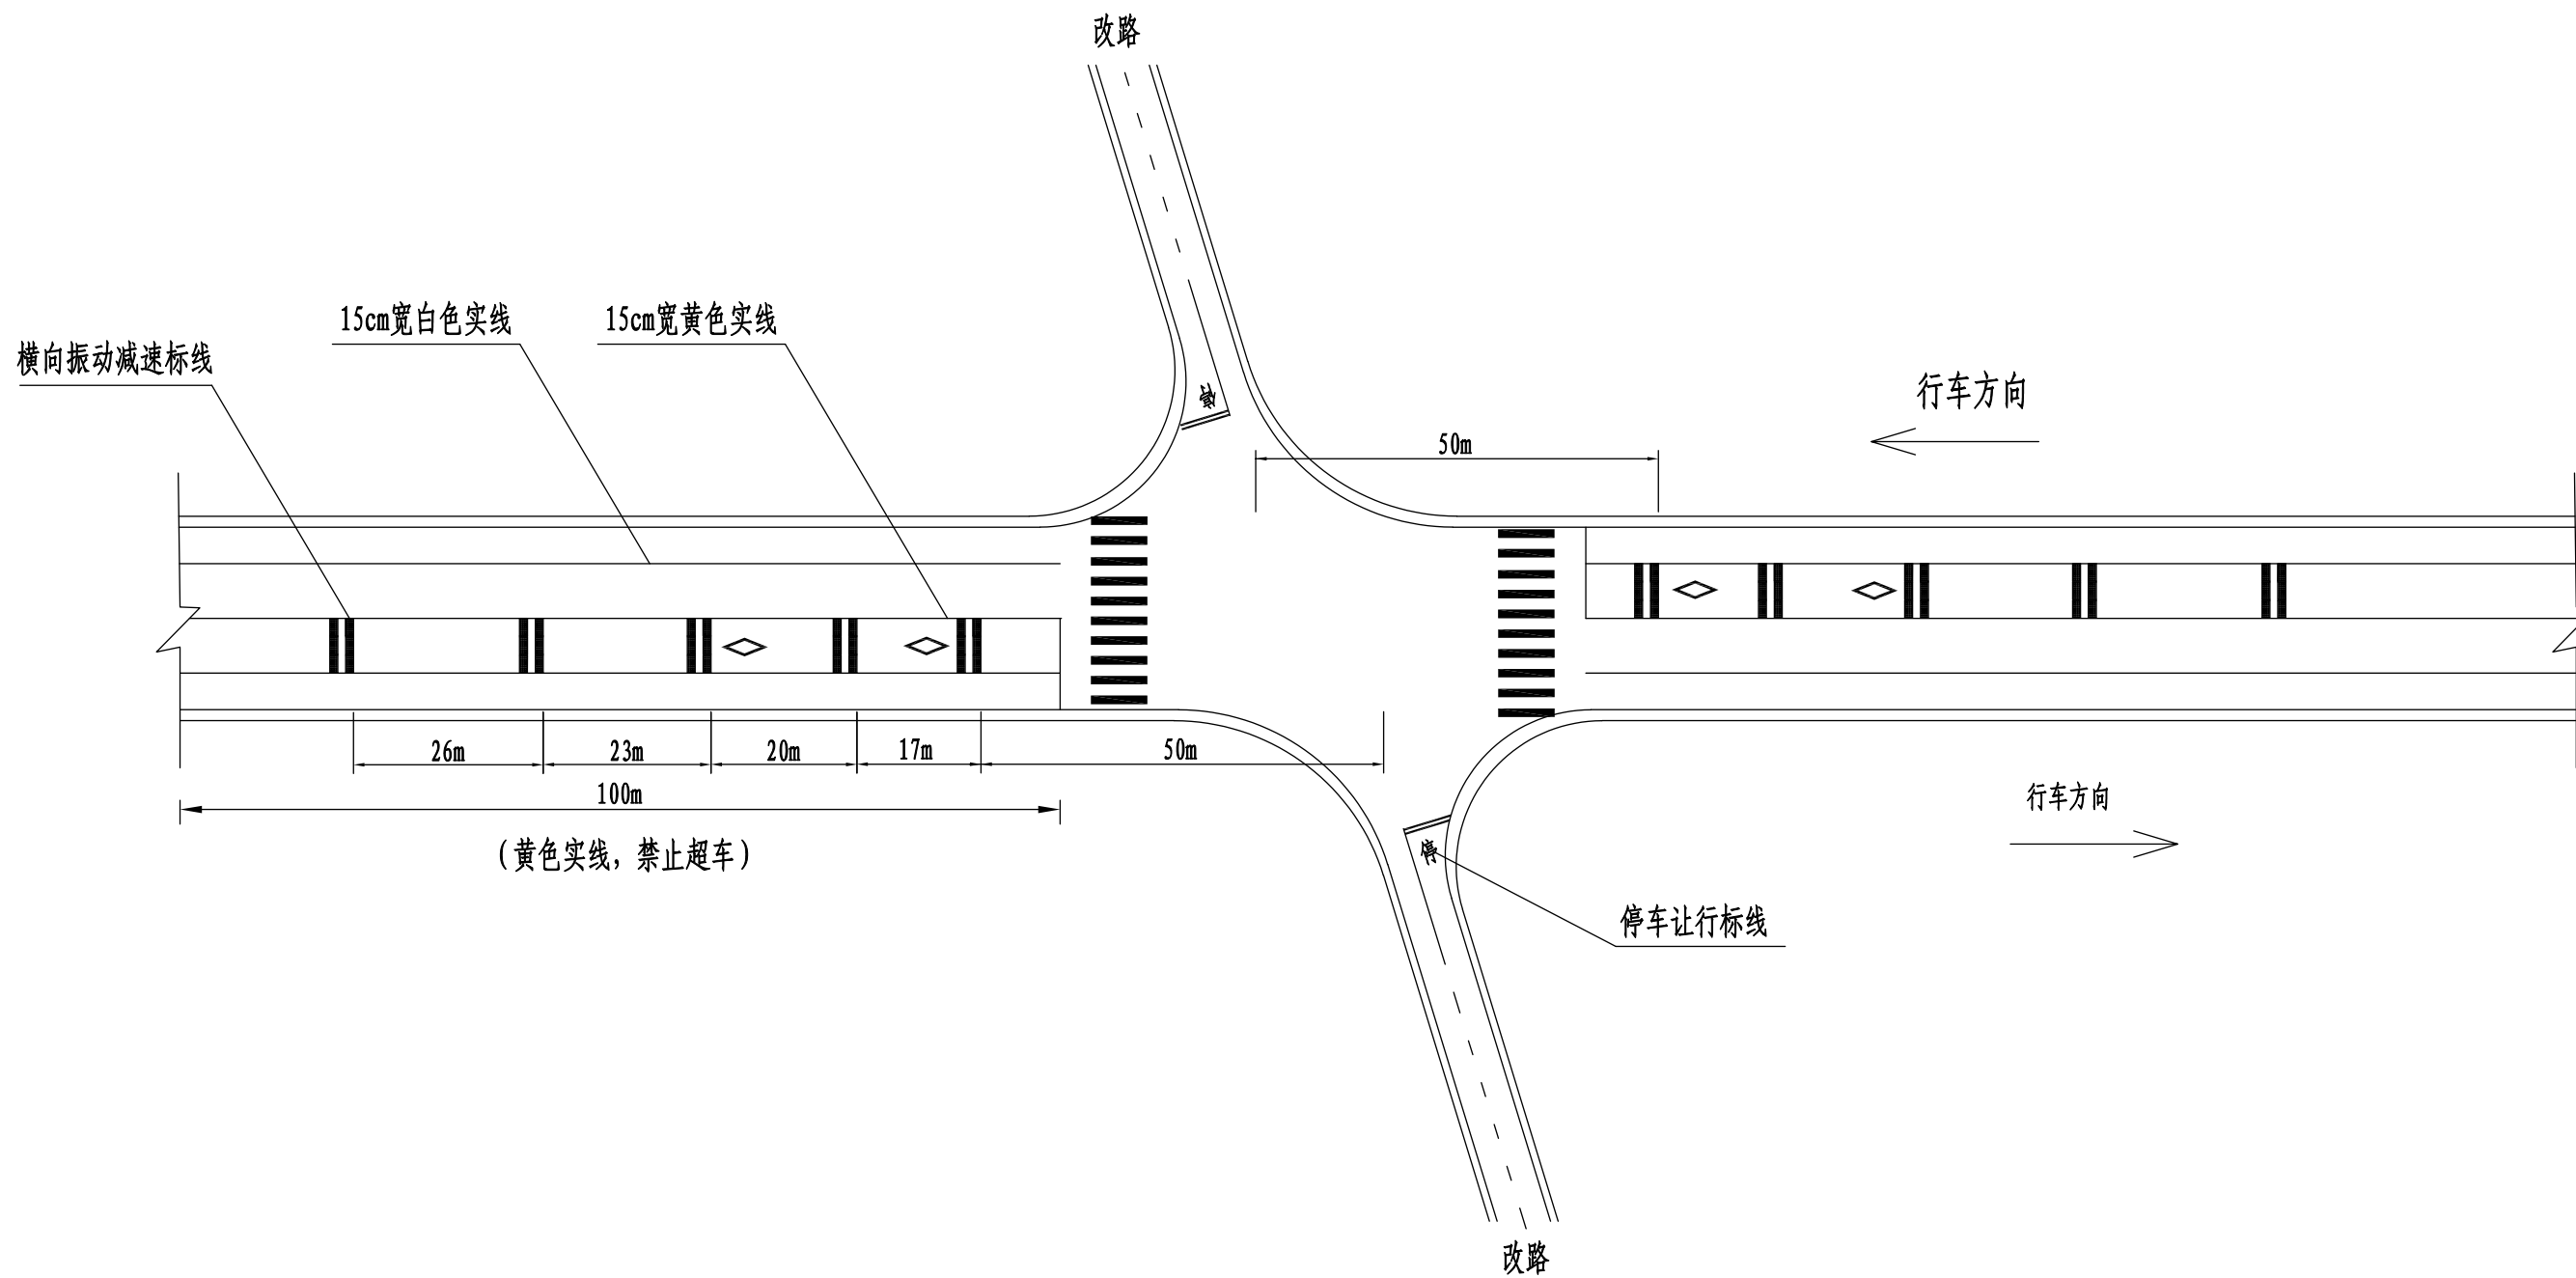 改路
15cm宽白色实线
15cm宽黄色实线
横向振动减速标线
行车方向
停
50m
26m
23m
20m
17m
50m
100m
(黄色实线，禁止超车)
行车方向
停
停车让行标线
改路